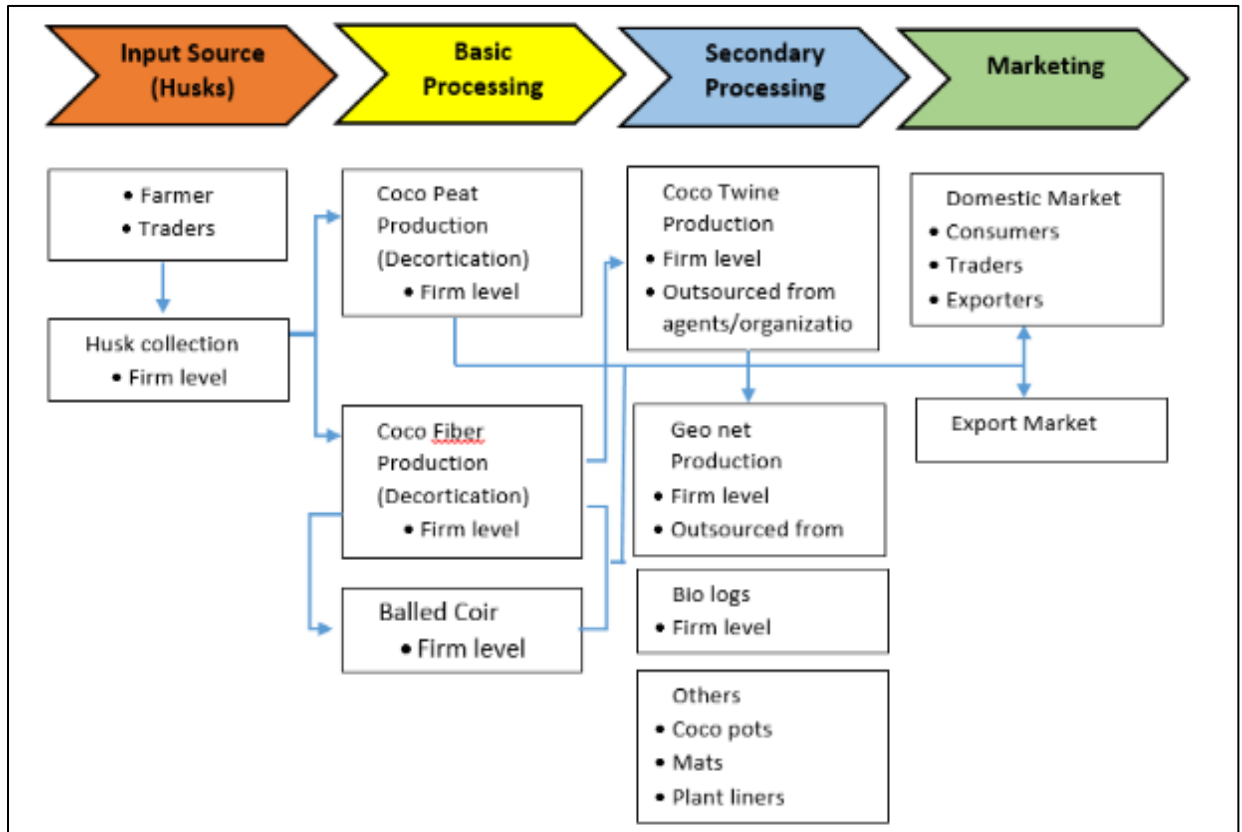 Input Source
(Husks)
Basic
Processing
Secondary
Processing
Marketing
• Farmer
• Traders
Husk collection
• Firm level
Coco Peat
Production
(Decortication)
• Firm level
Coco Fiber
Production
(Decortication)
• Firm level
Balled Coir
• Firm level
Coco Twine
Production
• Firm level
• Outsourced from
agents/organizatio
Geo net
Production
• Firm level
• Outsourced from
Bio logs
• Firm level
Others
• Coco pots
• Mats
• Plant liners
Domestic Market
• Consumers
• Traders
• Exporters
Export Market